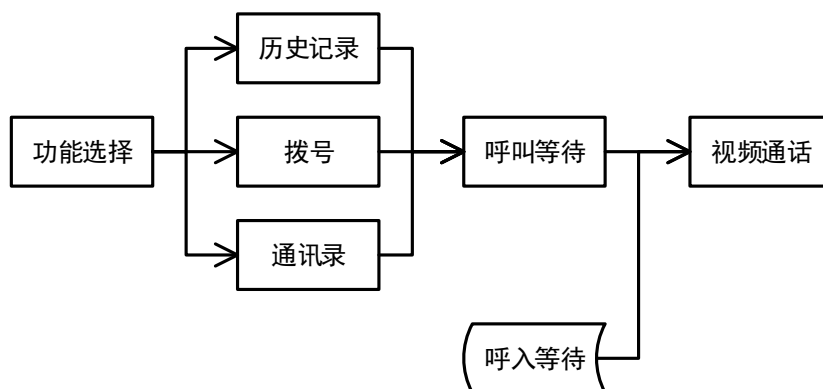 历史记录
功能选择
拨号
呼叫等待
视频通话
通讯录
呼入等待